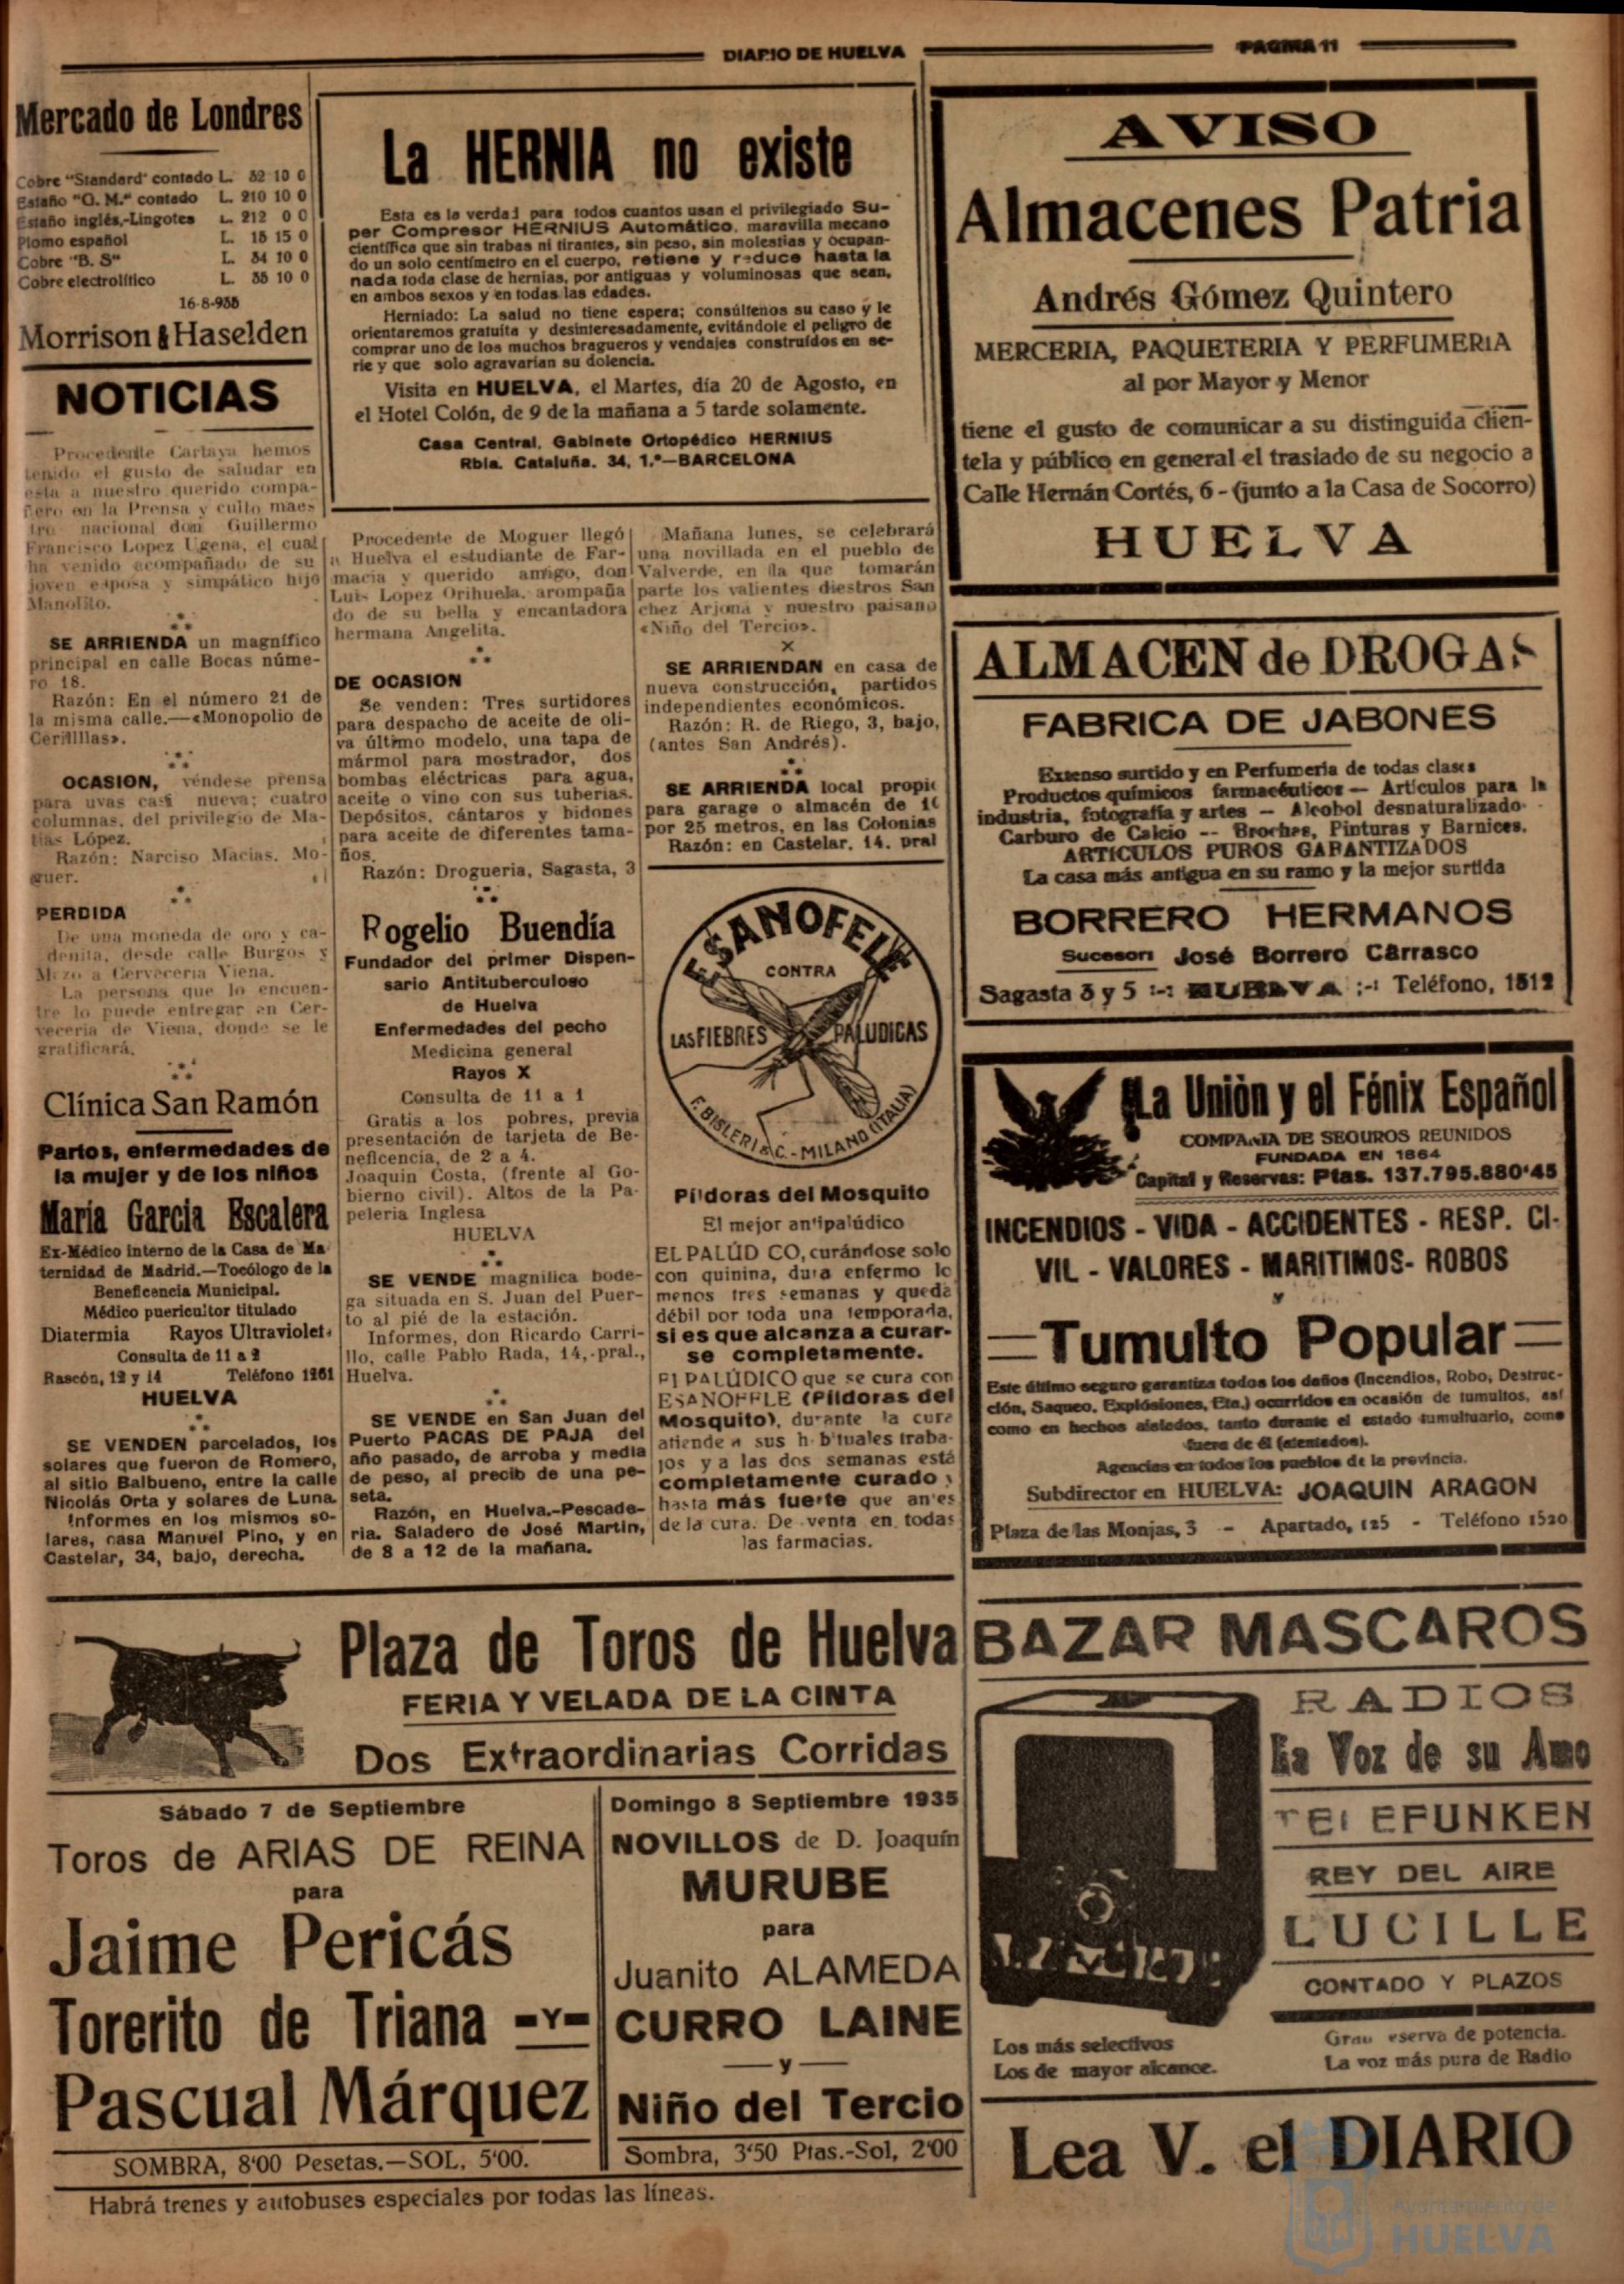 DIARIO DE HUELVA
PAGINA 11
Mercado de Londres
Cobre "Standard" contado L. 32 10 0
Estaño "O. M." contado L. 210 10 0
Estaño inglés,-Lingotes L. 212 0 0
Plomo español L. 15 15 0
Cobre "B. S" L. 34 10 0
Cobre electrolítico L. 35 10 0
16-8-935
Morrison & Haselden
NOTICIAS
Procedente Cartaya hemos
tenido el gusto de saludar en
esta a nuestro querido compa-
ñero en la Prensa y culto maes
tro nacional don Guillermo
Francisco Lopez Ugena, el cual
ha venido acompañado de su
joven esposa y simpático hijo
Manolito.
SE ARRIENDA un magnífico
principal en calle Bocas núme-
ro 18.
Razón: En el número 21 de
la misma calle.—«Monopolio de
Cerilllas».
OCASION, véndese prensa
para uvas casi nueva; cuatro
columnas, del privilegio de Ma-
tias López.
Razón: Narciso Macias. Mo-
guer.
PERDIDA
De una moneda de oro y ca-
denita, desde calle Burgos y
Mazo a Cerveceria Viena.
La persona que lo encuen-
tre lo puede entregar en Cer-
veceria de Viena, donde se le
gratificará.
Clínica San Ramón
Partos, enfermedades de
la mujer y de los niños
María Garcia Escalera
Ex-Médico interno de la Casa de Ma
ternidad de Madrid.—Tocólogo de la
Beneficencia Municipal.
Médico puericultor titulado
Diatermia Rayos Ultraviolet.
Consulta de 11 a 2
Rascón, 12 y 14 Teléfono 1261
HUELVA
SE VENDEN parcelados, los
solares que fueron de Romero,
al sitio Balbueno, entre la calle
Nicolás Orta y solares de Luna.
Informes en los mismos so-
lares, casa Manuel Pino, y en
Castelar, 34, bajo, derecha.
La HERNIA no existe
Esta es la verdad para todos cuantos usan el privilegiado Su-
per Compresor HERNIUS Automático, maravilla mecano
científica que sin trabas ni tirantes, sin peso, sin molestias y ocupan-
do un solo centímetro en el cuerpo, retiene y reduce hasta la
nada toda clase de hernias, por antiguas y voluminosas que sean,
en ambos sexos y en todas las edades.
Herniado: La salud no tiene espera; consúltenos su caso y le
orientaremos gratuita y desinteresadamente, evitándole el peligro de
comprar uno de los muchos bragueros y vendajes construídos en se-
rie y que solo agravarían su dolencia.
Visita en HUELVA, el Martes, día 20 de Agosto, en
el Hotel Colón, de 9 de la mañana a 5 tarde solamente.
Casa Central, Gabinete Ortopédico HERNIUS
Rbla. Cataluña. 34, 1.º—BARCELONA
Procedente de Moguer llegó
a Huelva el estudiante de Far-
macia y querido amigo, don
Luis Lopez Orihuela, arompaña
do de su bella y encantadora
hermana Angelita.
DE OCASION
Se venden: Tres surtidores
para despacho de aceite de oli-
va último modelo, una tapa de
mármol para mostrador, dos
bombas eléctricas para agua,
aceite o vino con sus tuberias.
Depósitos, cántaros y bidones
para aceite de diferentes tama-
ños.
Razón: Drogueria, Sagasta, 3
Rogelio Buendía
Fundador del primer Dispen-
sario Antituberculoso
de Huelva
Enfermedades del pecho
Medicina general
Rayos X
Consulta de 11 a 1
Gratis a los pobres, previa
presentación de tarjeta de Be-
neficencia, de 2 a 4.
Joaquin Costa, (frente al Go-
bierno civil). Altos de la Pa-
peleria Inglesa
HUELVA
SE VENDE magnifica bode-
ga situada en S. Juan del Puer-
to al pié de la estación.
Informes, don Ricardo Carri-
llo, calle Pablo Rada, 14, pral.,
Huelva.
SE VENDE en San Juan del
Puerto PACAS DE PAJA del
año pasado, de arroba y media
de peso, al precio de una pe-
seta.
Razón, en Huelva.-Pescade-
ria. Saladero de José Martin,
de 8 a 12 de la mañana.
Mañana lunes, se celebrará
una novillada en el pueblo de
Valverde, en la que tomarán
parte los valientes diestros San
chez Arjona y nuestro paisano
«Niño del Tercio».
SE ARRIENDAN en casa de
nueva construcción, partidos
independientes económicos.
Razón: R. de Riego, 3, bajo,
(antes San Andrés).
SE ARRIENDA local propic
para garage o almacén de 10
por 25 metros, en las Colonias
Razón: en Castelar, 14. pral
ESANOFELE
CONTRA
LAS FIEBRES PALUDICAS
F. BISLERI & C. - MILANO (ITALIA)
Píldoras del Mosquito
El mejor antipalúdico
EL PALÚD CO, curándose solo
con quinina, dura enfermo lo
menos tres semanas y queda
débil por toda una temporada,
si es que alcanza a curar-
se completamente.
El PALÚDICO que se cura con
ESANOFELE (Píldoras del
Mosquito), durante la cura
atiende a sus h bituales traba-
jos y a las dos semanas está
completamente curado y
hasta más fuerte que antes
de la cura. De venta en todas
las farmacias.
AVISO
Almacenes Patria
Andrés Gómez Quintero
MERCERIA, PAQUETERIA Y PERFUMERIA
al por Mayor y Menor
tiene el gusto de comunicar a su distinguida clien-
tela y público en general el traslado de su negocio a
Calle Hernán Cortés, 6 - (junto a la Casa de Socorro)
HUELVA
ALMACEN de DROGAS
FABRICA DE JABONES
Extenso surtido y en Perfumeria de todas clases
Productos químicos farmacéuticos — Artículos para la
industria, fotografía y artes — Alcobol desnaturalizado
Carburo de Calcio -- Broches, Pinturas y Barnices.
ARTICULOS PUROS GARANTIZADOS
La casa más antigua en su ramo y la mejor surtida
BORRERO HERMANOS
Sucesor: José Borrero Carrasco
Sagasta 3 y 5 :-: HUELVA :-: Teléfono, 1512
La Unión y el Fénix Español
COMPAÑIA DE SEGUROS REUNIDOS
FUNDADA EN 1864
Capital y Reservas: Ptas. 137.795.880'45
INCENDIOS - VIDA - ACCIDENTES - RESP. CI-
VIL - VALORES - MARITIMOS- ROBOS
Y
Tumulto Popular
Este último seguro garantiza todos los daños (Incendios, Robo, Destruc-
ción, Saqueo, Explósiones, Eta.) ocurridos en ocasión de tumultos, así
como en hechos aislados, tanto durante el estado tumultuario, como
fuera de él (atentados).
Agencias en todos los pueblos de la provincia.
Subdirector en HUELVA: JOAQUIN ARAGON
Plaza de las Monjas, 3 - Apartado, 125 - Teléfono 1520
Plaza de Toros de Huelva
FERIA Y VELADA DE LA CINTA
Dos Extraordinarias Corridas
Sábado 7 de Septiembre
Toros de ARIAS DE REINA
para
Jaime Pericás
Torerito de Triana -Y-
Pascual Márquez
SOMBRA, 8'00 Pesetas.—SOL, 5'00.
Domingo 8 Septiembre 1935
NOVILLOS de D. Joaquín
MURUBE
para
Juanito ALAMEDA
CURRO LAINE
— y —
Niño del Tercio
Sombra, 3'50 Ptas.-Sol, 2'00
Habrá trenes y autobuses especiales por todas las líneas.
BAZAR MASCAROS
RADIOS
La Voz de su Amo
TELEFUNKEN
REY DEL AIRE
LUCILLE
CONTADO Y PLAZOS
Los más selectivos
Los de mayor alcance.
Gran eserva de potencia.
La voz más pura de Radio
Lea V. el DIARIO
Ayuntamiento de
HUELVA